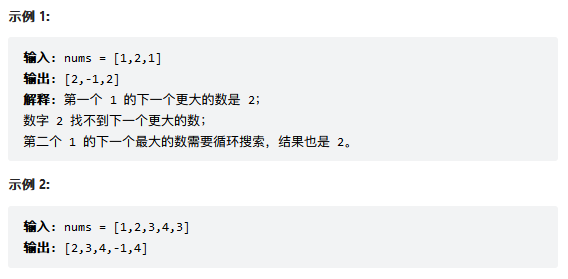 示例 1:
输入: nums = [1,2,1]
输出: [2,-1,2]
解释: 第一个 1 的下一个更大的数是 2;
数字 2 找不到下一个更大的数;
第二个 1 的下一个最大的数需要循环搜索，结果也是 2。
示例 2:
输入: nums = [1,2,3,4,3]
输出: [2,3,4,-1,4]